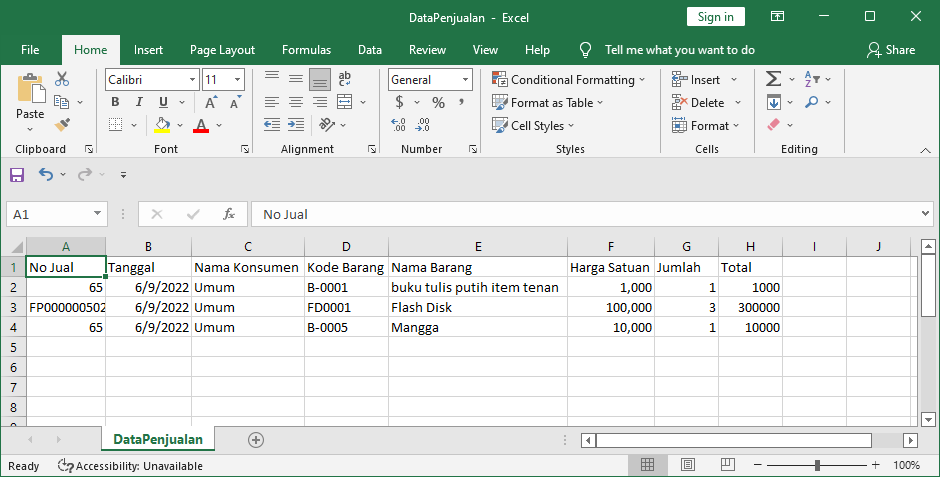 DataPenjualan - Excel
Sign in
File Home Insert Page Layout Formulas Data Review View Help Tell me what you want to do Share
Paste
Clipboard
Calibri 11
B I U A A
A
Font
ab
c
Alignment
General
$ % ,
.00 .00
.0
Number
Conditional Formatting
Format as Table
Cell Styles
Styles
Insert
Delete
Format
Cells
Σ A Z
Editing
A1 fx No Jual
A B C D E F G H I J
1 No Jual Tanggal Nama Konsumen Kode Barang Nama Barang Harga Satuan Jumlah Total
2 65 6/9/2022 Umum B-0001 buku tulis putih item tenan 1,000 1 1000
3 FP000000502 6/9/2022 Umum FD0001 Flash Disk 100,000 3 300000
4 65 6/9/2022 Umum B-0005 Mangga 10,000 1 10000
5
6
7
8
DataPenjualan
Ready Accessibility: Unavailable 100%